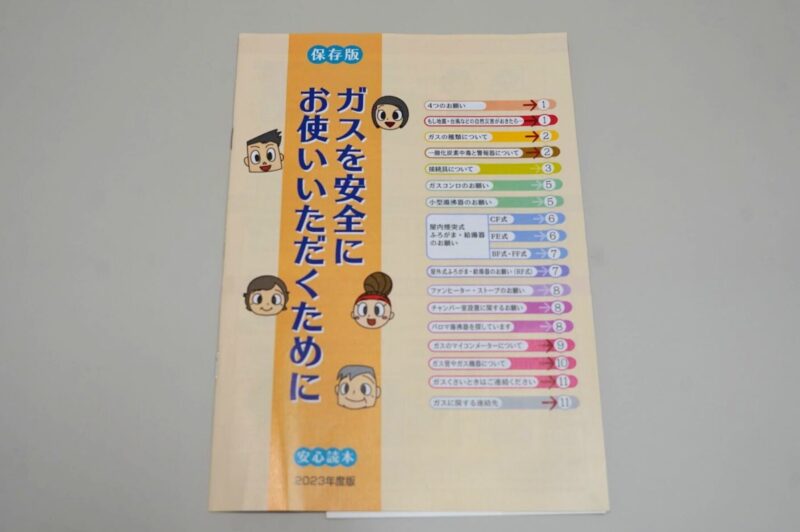 保存版
ガスを安全に
お使いいただくために
安心読本
2023年度版
4つのお願い 1
もし地震・台風などの自然災害がおきたら… 1
ガスの種類について 2
一酸化炭素中毒と警報器について 2
接続具について 3
ガスコンロのお願い 5
小型湯沸器のお願い 5
屋内煙突式
ふろがま・給湯器
のお願い
CF式 6
FE式 6
BF式・FF式 7
屋外式ふろがま・給湯器のお願い(RF式) 7
ファンヒーター・ストーブのお願い 8
チャンバー室設置に関するお願い 8
パロマ湯沸器を探しています 8
ガスのマイコンメーターについて 9
ガス管やガス機器について 10
ガスくさいときはご連絡ください 11
ガスに関する連絡先 11